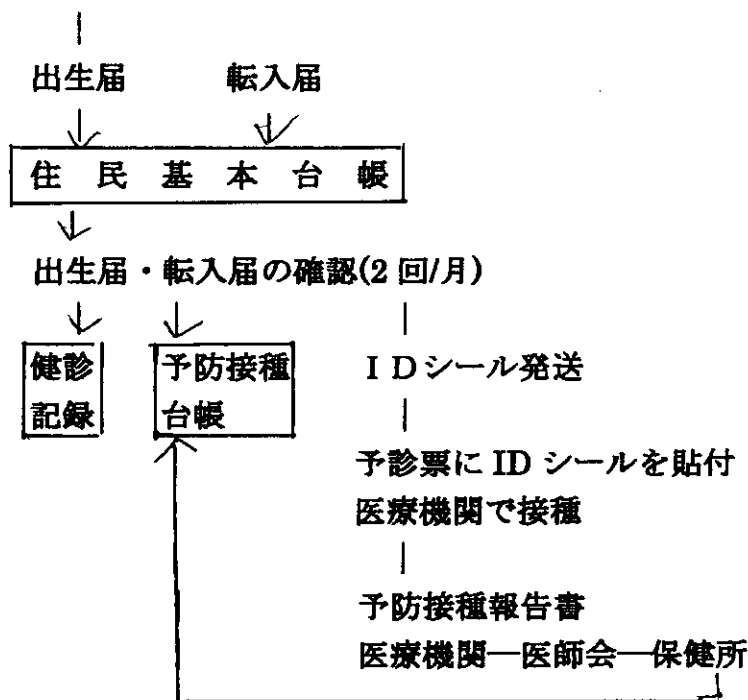 出生届 転入届
住民基本台帳
出生届・転入届の確認(2回/月)
健診 予防接種 IDシール発送
記録 台帳
予診票にIDシールを貼付
医療機関で接種
予防接種報告書
医療機関―医師会―保健所